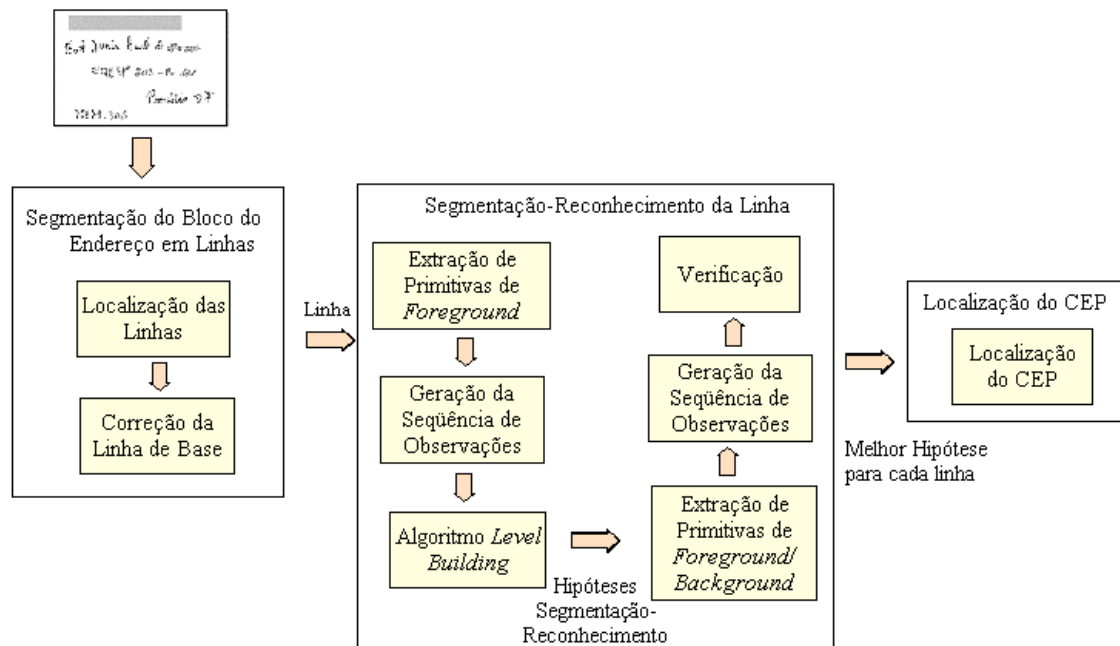 Segmentação do Bloco do
Endereço em Linhas
Localização das
Linhas
Correção da
Linha de Base
Linha
Segmentação-Reconhecimento da Linha
Extração de
Primitivas de
Foreground
Geração da
Seqüência de
Observações
Algoritmo Level
Building
Hipóteses
Segmentação-
Reconhecimento
Extração de
Primitivas de
Foreground/
Background
Geração da
Seqüência de
Observações
Verificação
Melhor Hipótese
para cada linha
Localização do CEP
Localização
do CEP